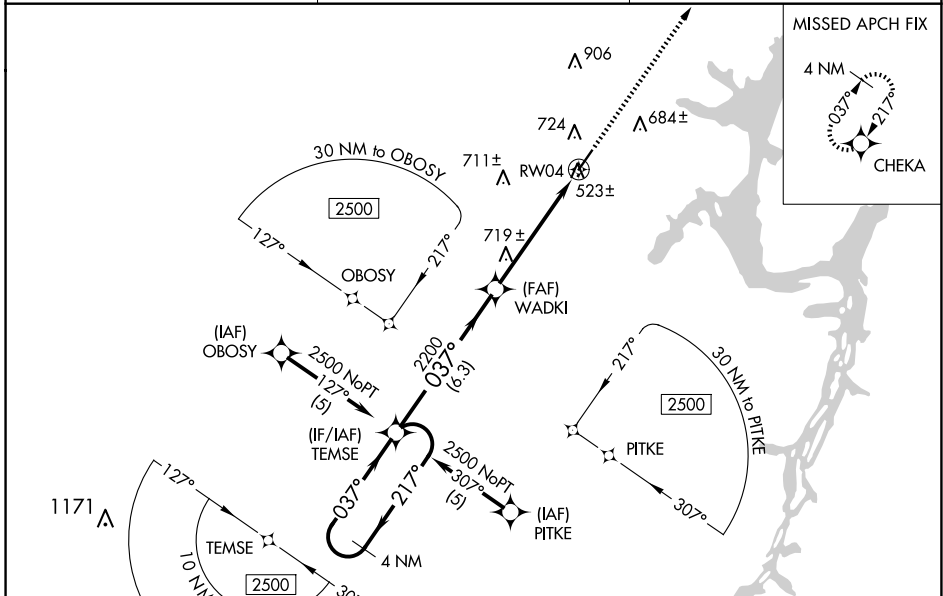 MISSED APCH FIX
4 NM
037°
217°
CHEKA
906
724
684±
711±
RW04
523±
30 NM to OBOSY
2500
127°
217°
OBOSY
719±
(FAF)
WADKI
(IAF)
OBOSY
2500 NoPT
127°
(5)
2200
037°
(6.3)
217°
30 NM to PITKE
2500
PITKE
307°
(IF/IAF)
TEMSE
2500 NoPT
307°
(5)
(IAF)
PITKE
037°
217°
4 NM
1171
127°
TEMSE
10 NM
2500